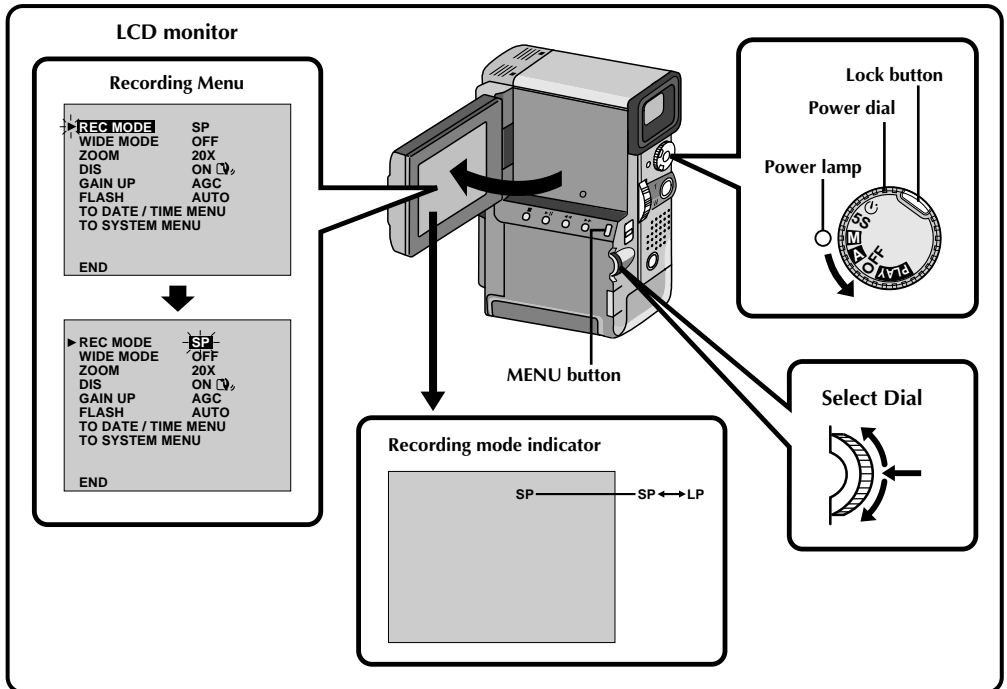 LCD monitor
Recording Menu
REC MODE SP
WIDE MODE OFF
ZOOM 20X
DIS ON
GAIN UP AGC
FLASH AUTO
TO DATE / TIME MENU
TO SYSTEM MENU
END
REC MODE SP
WIDE MODE OFF
ZOOM 20X
DIS ON
GAIN UP AGC
FLASH AUTO
TO DATE / TIME MENU
TO SYSTEM MENU
END
MENU button
Recording mode indicator
SP SP ↔ LP
Lock button
Power dial
Power lamp
5S
M
A
OFF
PLAY
Select Dial
T
W